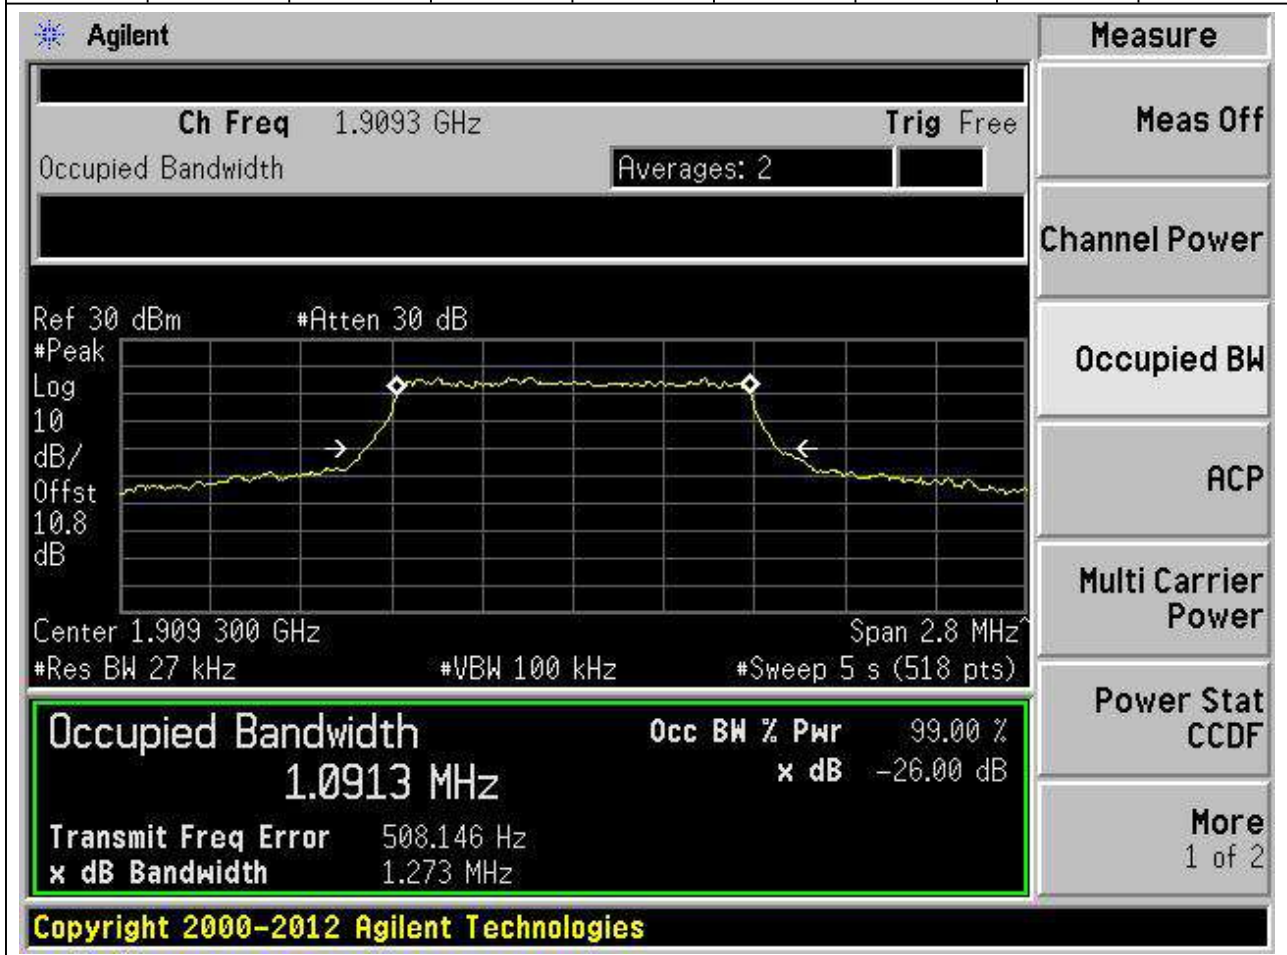 Agilent
Measure
Ch Freq 1.9093 GHz Trig Free
Occupied Bandwidth Averages: 2
Meas Off
Channel Power
Occupied BW
ACP
Multi Carrier
Power
Power Stat
CCDF
More
1 of 2
Ref 30 dBm #Atten 30 dB
#Peak
Log
10
dB/
Offst
10.8
dB
Center 1.909 300 GHz Span 2.8 MHz^
#Res BW 27 kHz #VBW 100 kHz #Sweep 5 s (518 pts)
Occupied Bandwidth Occ BW % Pwr 99.00 %
1.0913 MHz x dB -26.00 dB
Transmit Freq Error 508.146 Hz
x dB Bandwidth 1.273 MHz
Copyright 2000-2012 Agilent Technologies